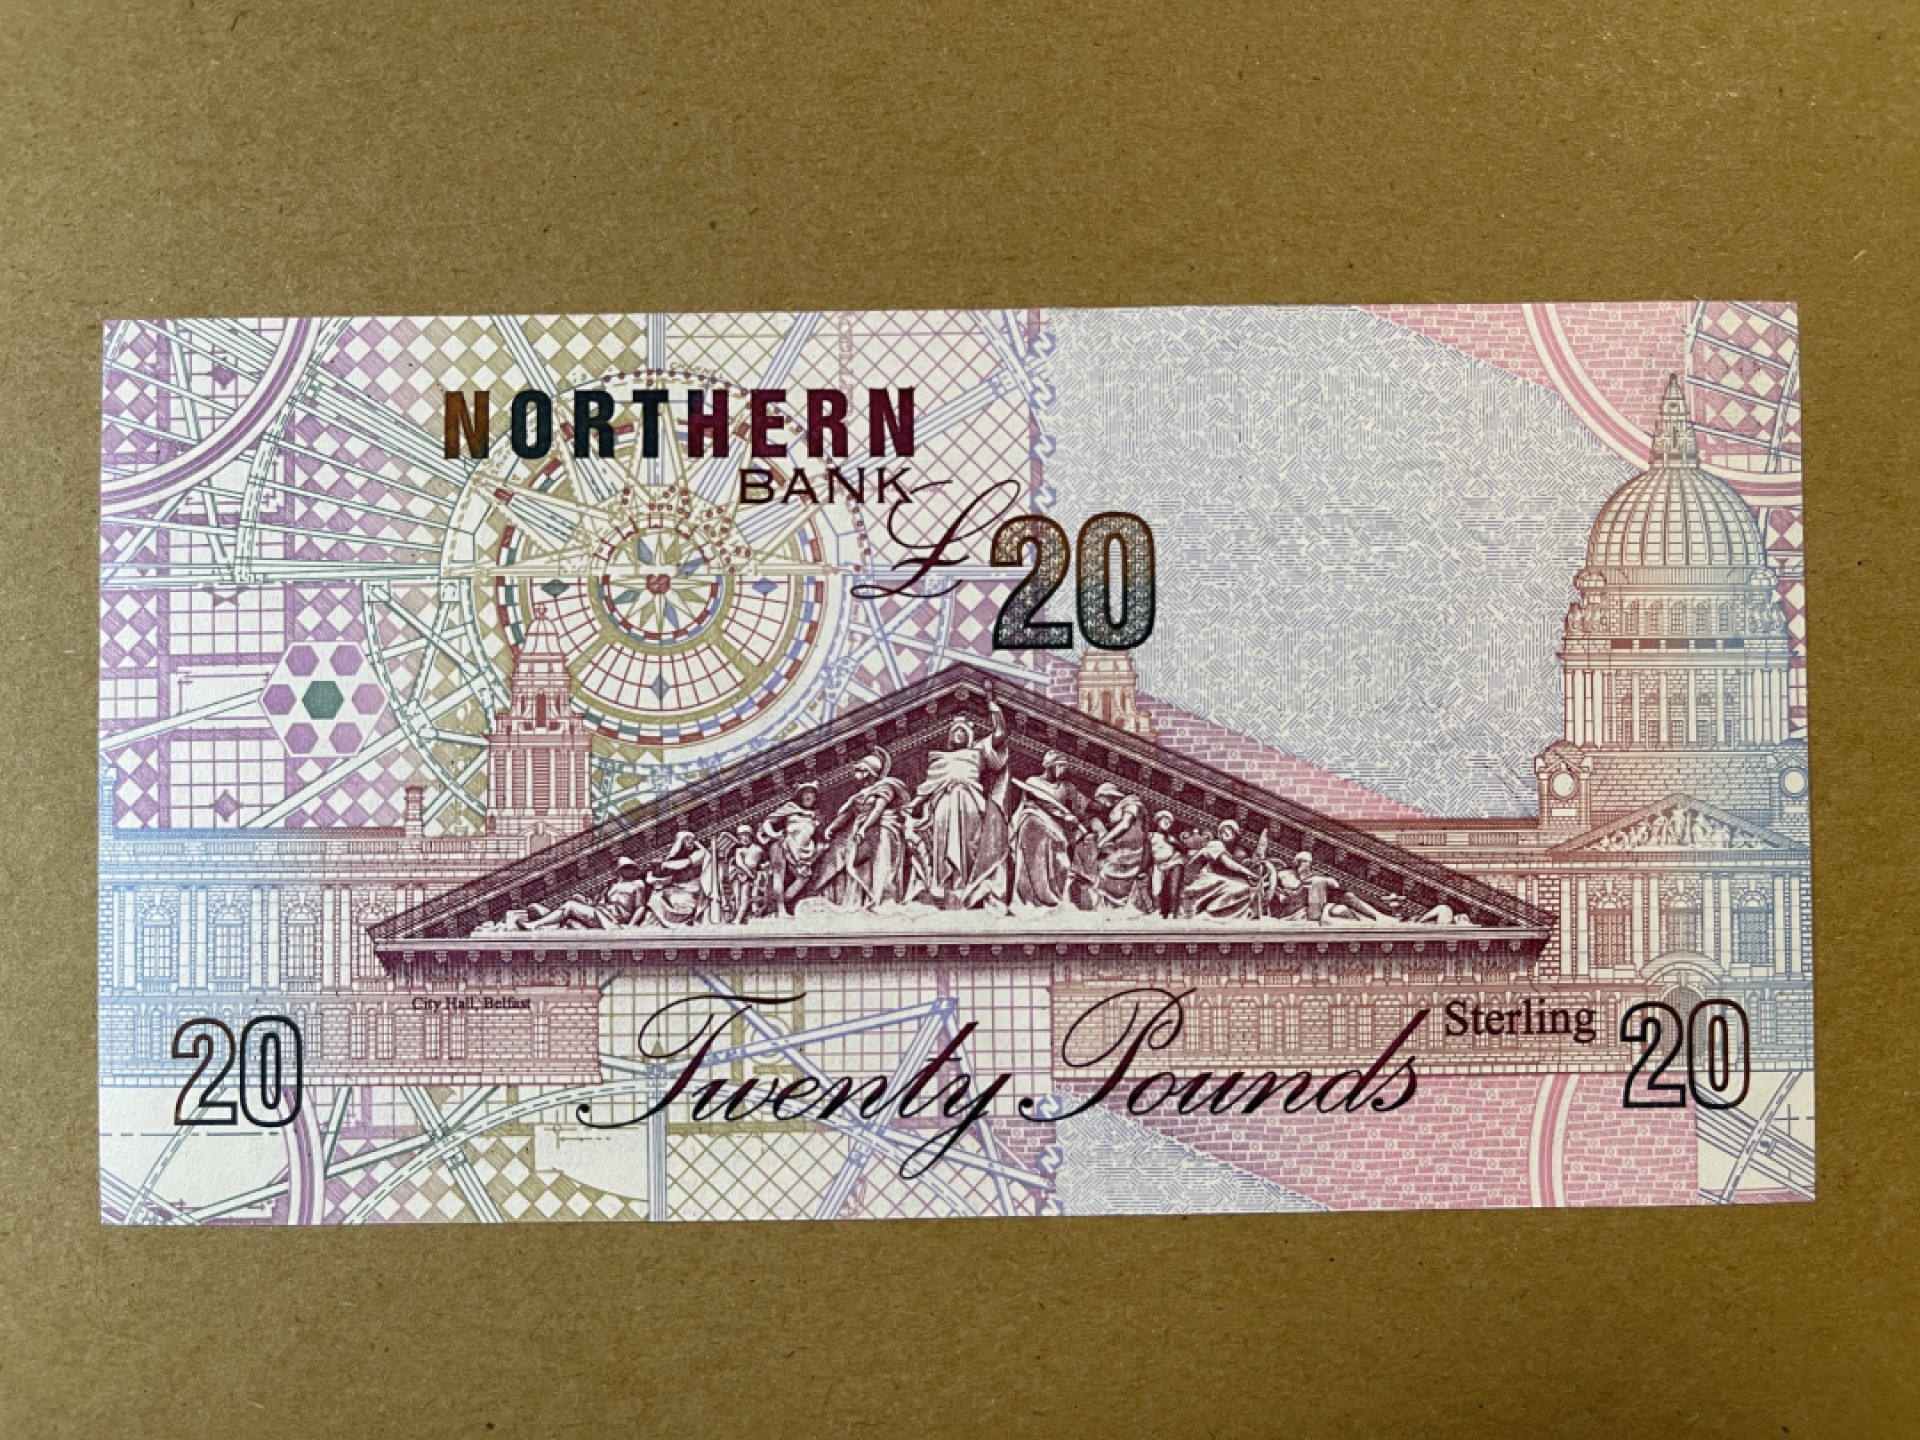 NORTHERN
BANK
£20
City Hall, Belfast
20
Twenty Pounds
Sterling
20